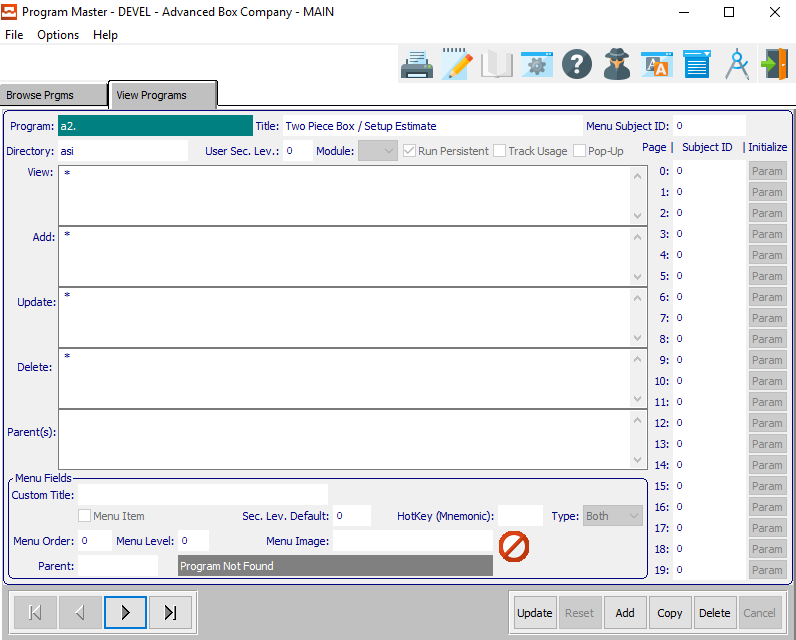 Program Master - DEVEL - Advanced Box Company - MAIN
File Options Help
Browse Prgms View Programs
Program: a2. Title: Two Piece Box / Setup Estimate Menu Subject ID: 0
Directory: asi User Sec. Lev.: 0 Module: Run Persistent Track Usage Pop-Up Page | Subject ID | Initialize
View: * 0: 0 Param
1: 0 Param
2: 0 Param
Add: * 3: 0 Param
4: 0 Param
5: 0 Param
Update: * 6: 0 Param
7: 0 Param
8: 0 Param
Delete: * 9: 0 Param
10: 0 Param
11: 0 Param
Parent(s): 12: 0 Param
13: 0 Param
14: 0 Param
Menu Fields
Custom Title: 15: 0 Param
Menu Item Sec. Lev. Default: 0 HotKey (Mnemonic): Type: Both 16: 0 Param
17: 0 Param
Menu Order: 0 Menu Level: 0 Menu Image: 18: 0 Param
Parent: Program Not Found 19: 0 Param
Update Reset Add Copy Delete Cancel